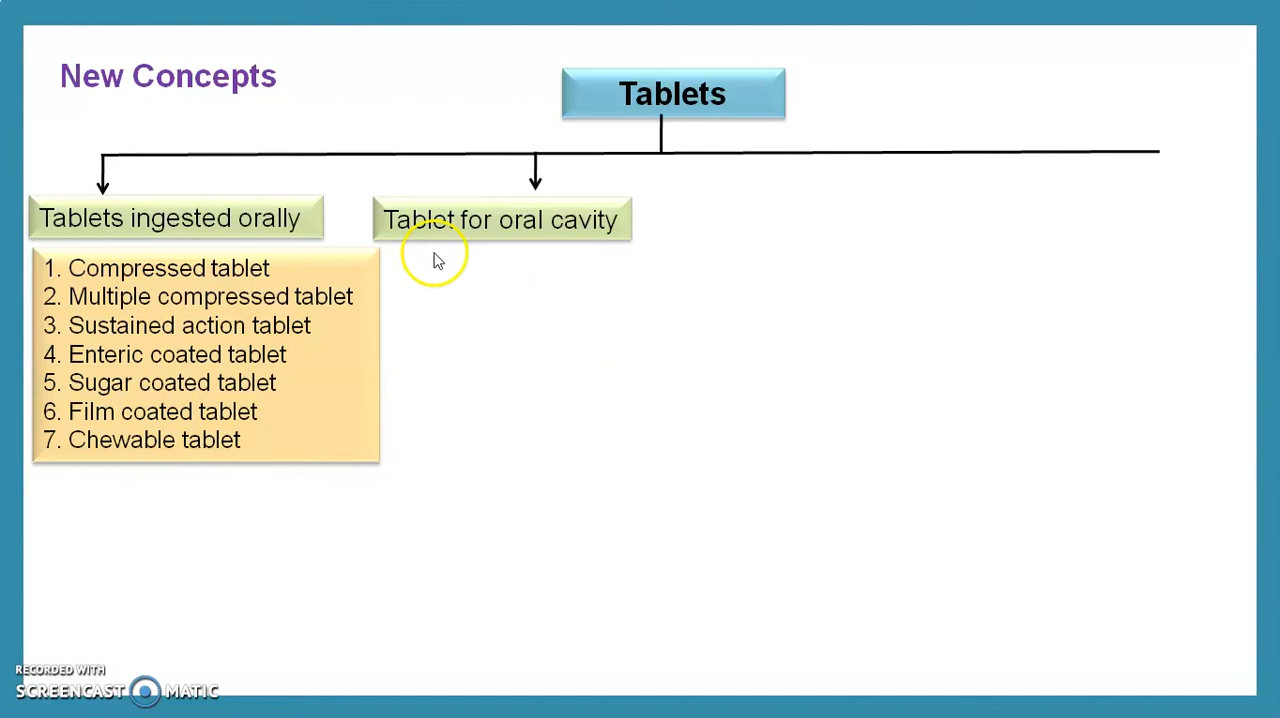 New Concepts
Tablets
Tablets ingested orally
Tablet for oral cavity
1. Compressed tablet
2. Multiple compressed tablet
3. Sustained action tablet
4. Enteric coated tablet
5. Sugar coated tablet
6. Film coated tablet
7. Chewable tablet
RECORDED WITH
SCREENCAST MATIC